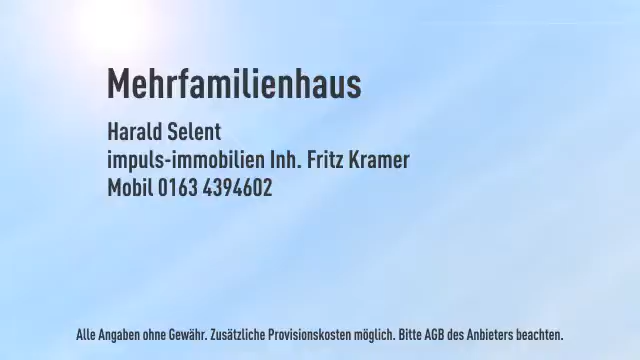 Mehrfamilienhaus
Harald Selent
impuls-immobilien Inh. Fritz Kramer
Mobil 0163 4394602
Alle Angaben ohne Gewähr. Zusätzliche Provisionskosten möglich. Bitte AGB des Anbieters beachten.